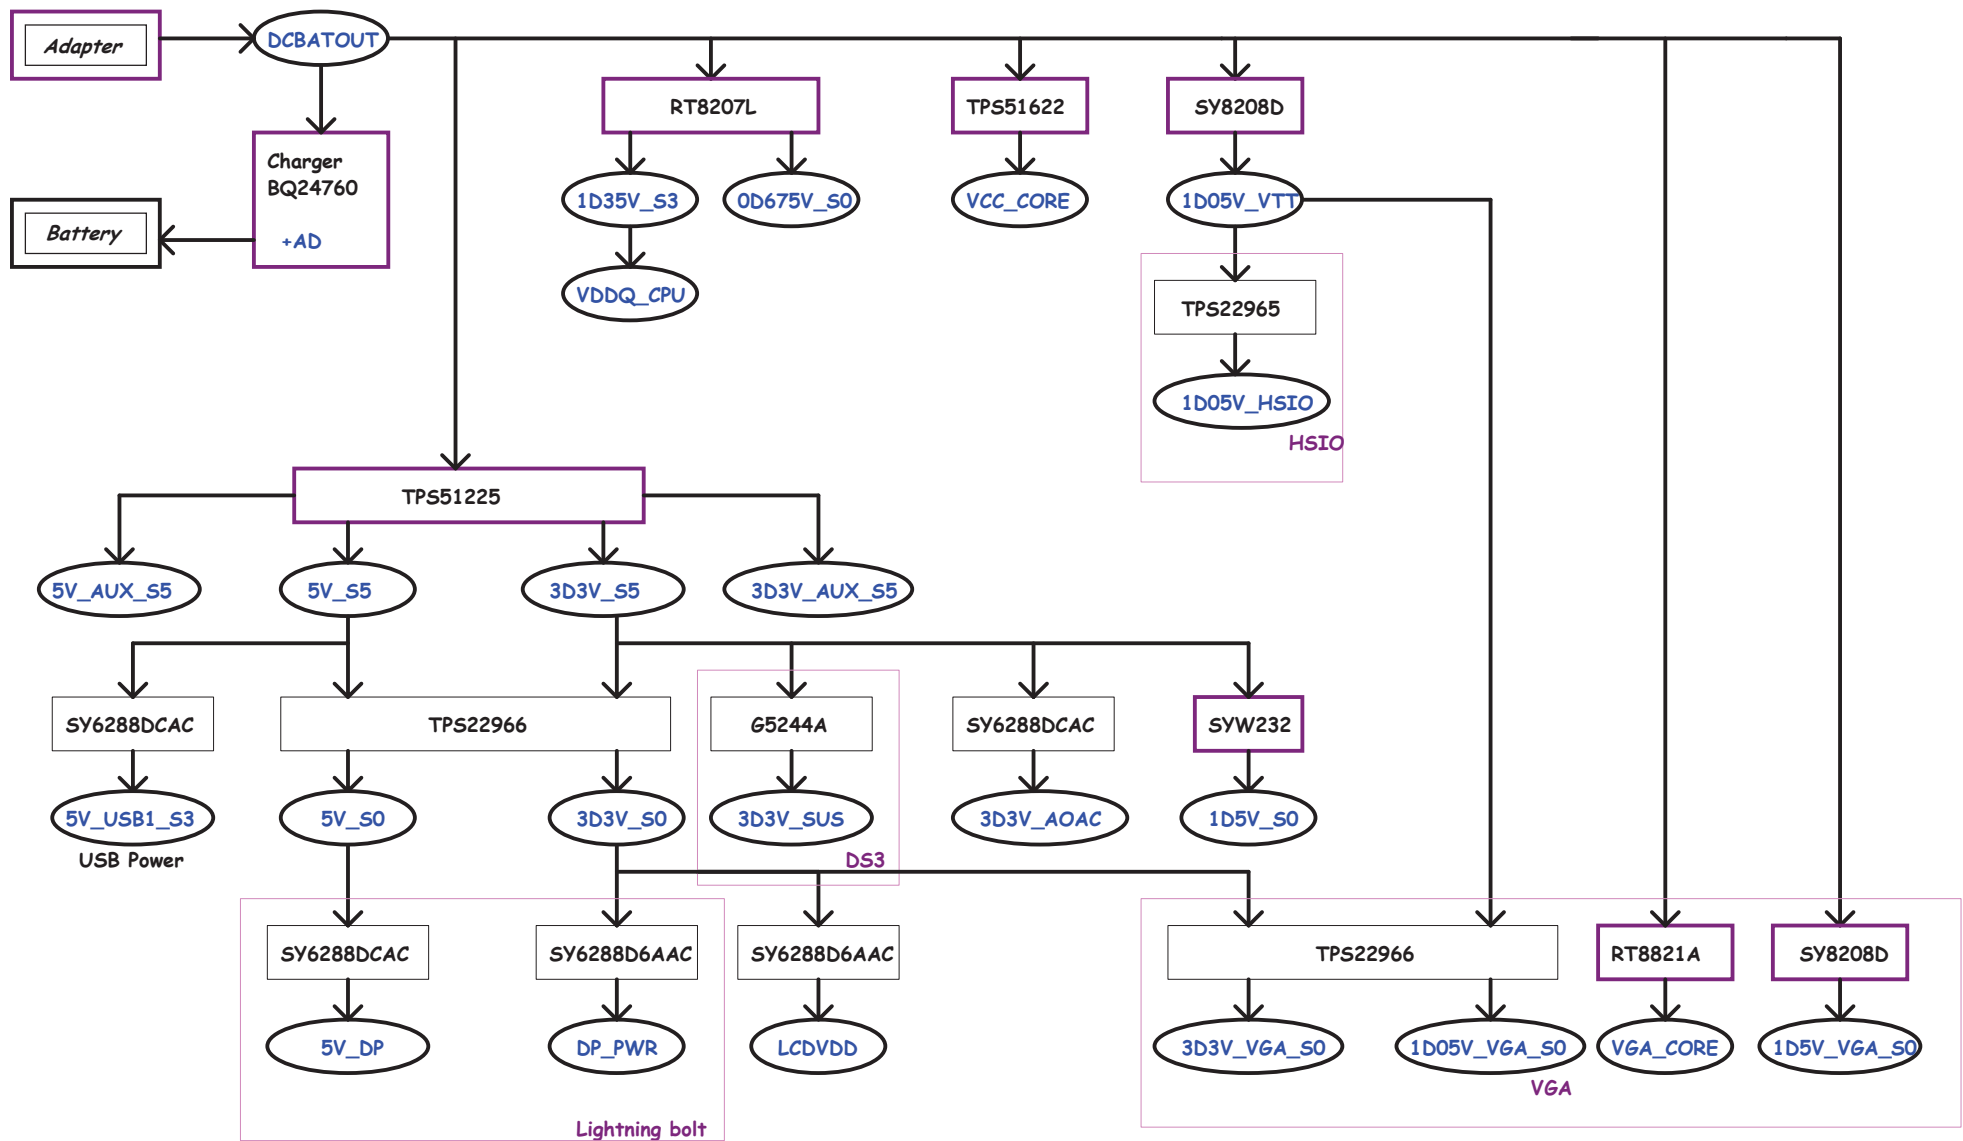 Adapter
DCBATOUT
RT8207L
TPS51622
SY8208D
Charger
BQ24760
+AD
Battery
1D35V_S3
0D675V_S0
VCC_CORE
1D05V_VTT
VDDQ_CPU
TPS22965
1D05V_HSIO
HSIO
TPS51225
5V_AUX_S5
5V_S5
3D3V_S5
3D3V_AUX_S5
SY6288DCAC
TPS22966
G5244A
SY6288DCAC
SYW232
5V_USB1_S3
5V_S0
3D3V_S0
3D3V_SUS
3D3V_AOAC
1D5V_S0
USB Power
DS3
SY6288DCAC
SY6288D6AAC
SY6288D6AAC
TPS22966
RT8821A
SY8208D
5V_DP
DP_PWR
LCDVDD
3D3V_VGA_S0
1D05V_VGA_S0
VGA_CORE
1D5V_VGA_S0
VGA
Lightning bolt